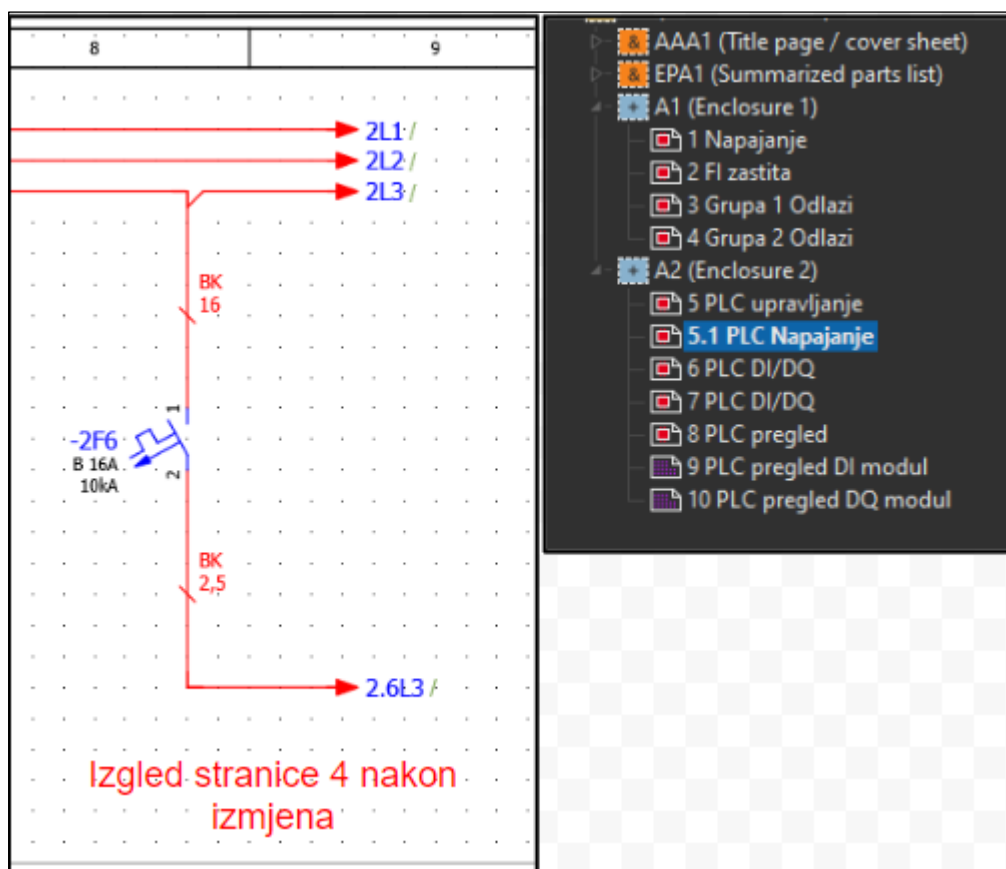 8
9
2L1 /
2L2 /
2L3 /
BK
16
1
-2F6
B 16A
10kA
2
BK
2,5
2.6L3 /
Izgled stranice 4 nakon
izmjena
AAA1 (Title page / cover sheet)
EPA1 (Summarized parts list)
A1 (Enclosure 1)
1 Napajanje
2 FI zastita
3 Grupa 1 Odlazi
4 Grupa 2 Odlazi
A2 (Enclosure 2)
5 PLC upravljanje
5.1 PLC Napajanje
6 PLC DI/DQ
7 PLC DI/DQ
8 PLC pregled
9 PLC pregled DI modul
10 PLC pregled DQ modul